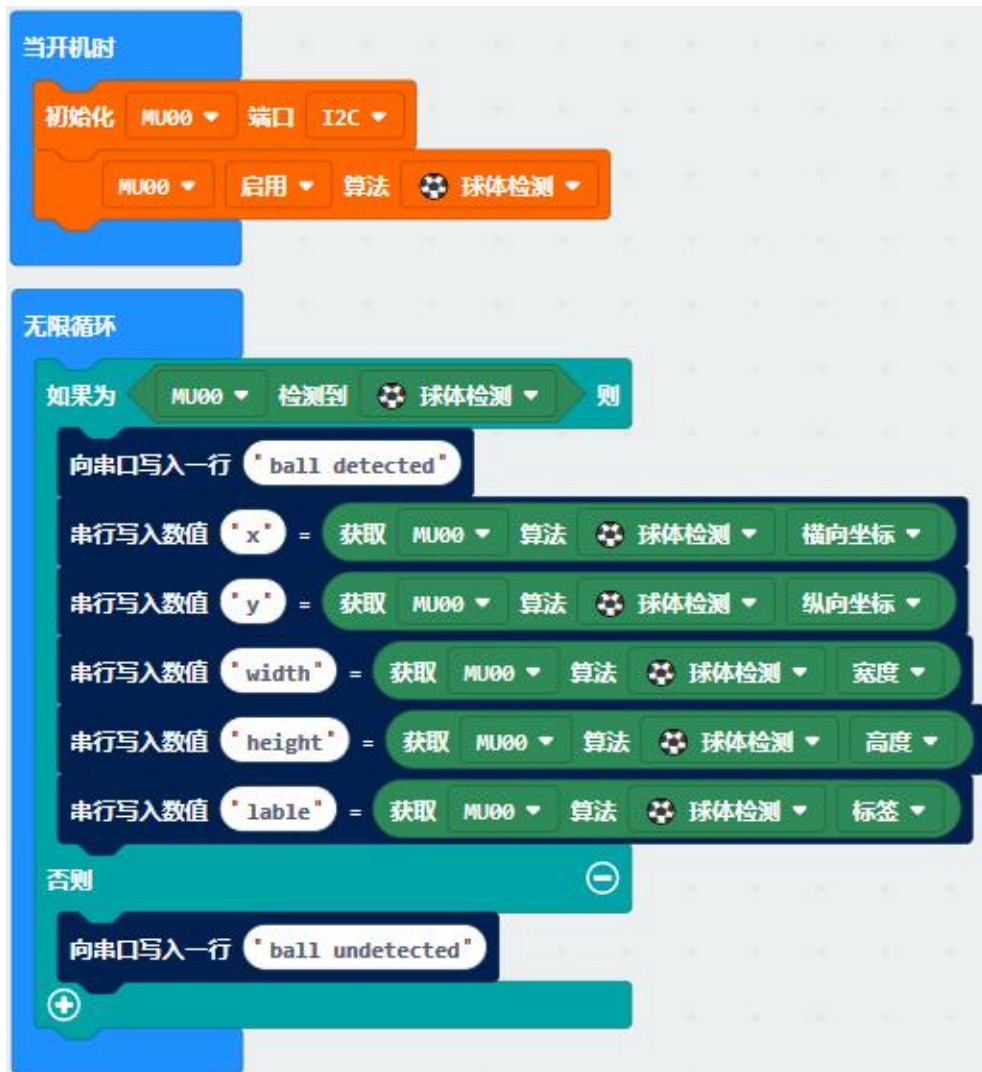 当开机时
初始化 MU00 端口 I2C
MU00 启用 算法 球体检测
无限循环
如果为 MU00 检测到 球体检测 则
向串口写入一行 "ball detected"
串行写入数值 "x" = 获取 MU00 算法 球体检测 横向坐标
串行写入数值 "y" = 获取 MU00 算法 球体检测 纵向坐标
串行写入数值 "width" = 获取 MU00 算法 球体检测 宽度
串行写入数值 "height" = 获取 MU00 算法 球体检测 高度
串行写入数值 "lable" = 获取 MU00 算法 球体检测 标签
否则
向串口写入一行 "ball undetected"